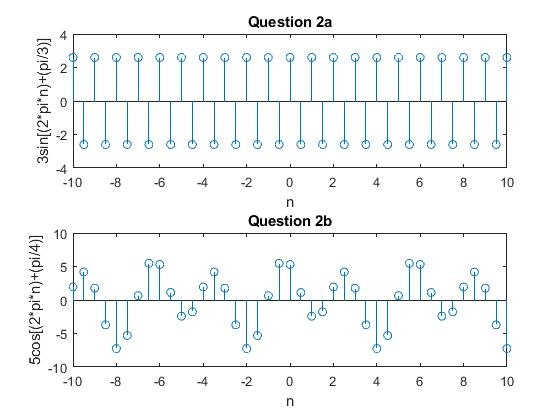 Question 2a
3sin[(2*pi*n)+(pi/3)]
4
2
0
-2
-4
-10 -8 -6 -4 -2 0 2 4 6 8 10
n
Question 2b
5cos[(2*pi*n)+(pi/4)]
10
5
0
-5
-10
-10 -8 -6 -4 -2 0 2 4 6 8 10
n